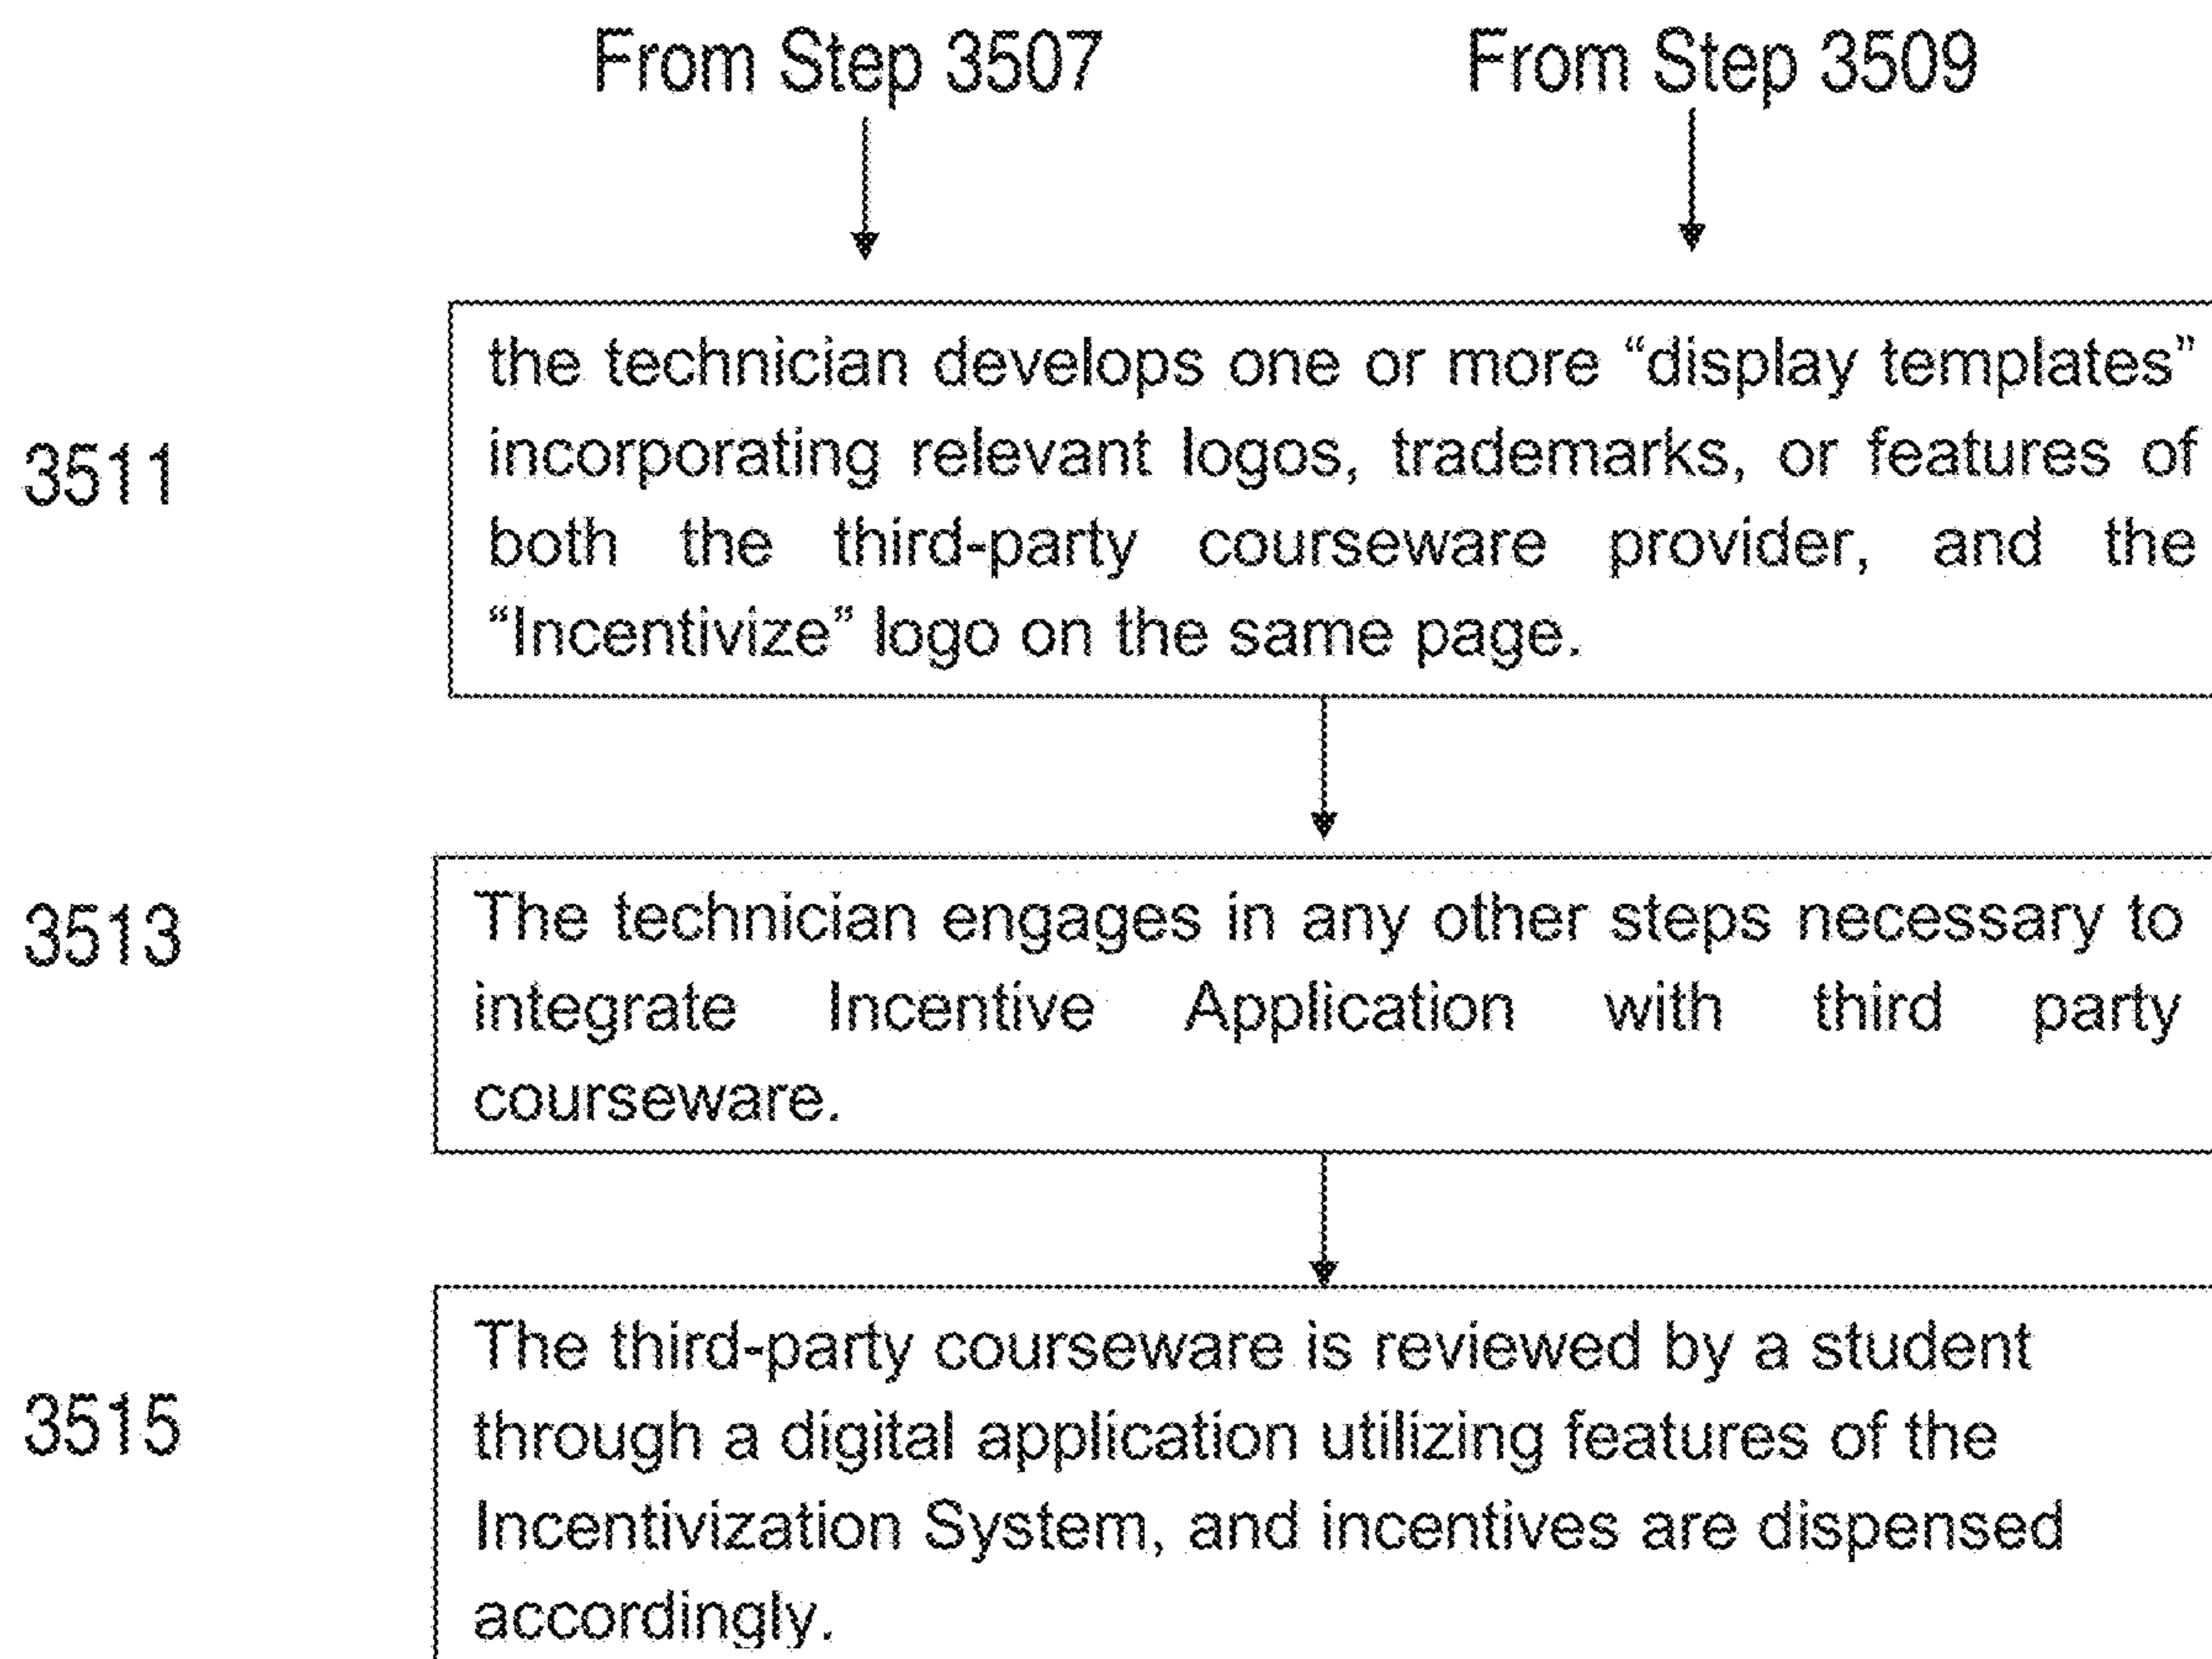 From Step 3507 From Step 3509
3511
the technician develops one or more “display templates”
incorporating relevant logos, trademarks, or features of
both the third-party courseware provider, and the
“Incentivize” logo on the same page.
3513
The technician engages in any other steps necessary to
integrate Incentive Application with third party
courseware.
3515
The third-party courseware is reviewed by a student
through a digital application utilizing features of the
Incentivization System, and incentives are dispensed
accordingly.